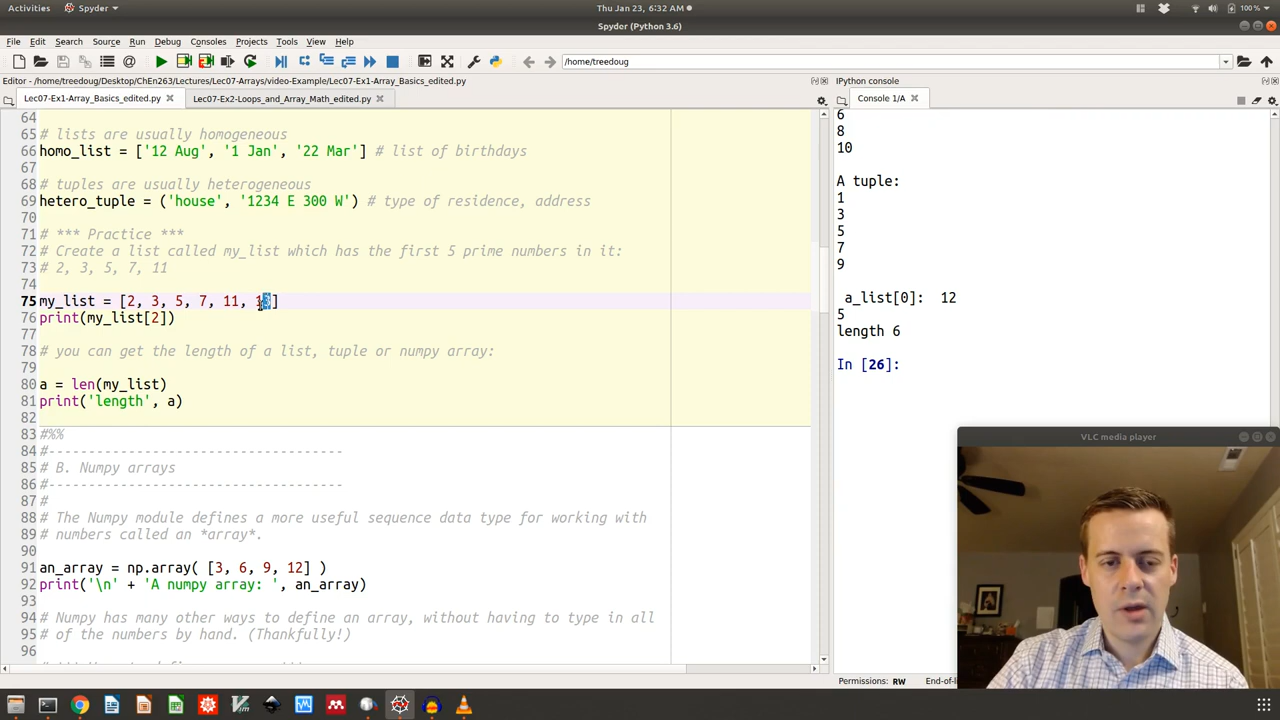 Activities
Spyder
Thu Jan 23, 6:32 AM
100 %
Spyder (Python 3.6)
File Edit Search Source Run Debug Consoles Projects Tools View Help
/home/treedoug
Editor - /home/treedoug/Desktop/ChEn263/Lectures/Lec07-Arrays/video-Example/Lec07-Ex1-Array_Basics_edited.py
Lec07-Ex1-Array_Basics_edited.py
Lec07-Ex2-Loops_and_Array_Math_edited.py
64
65 # lists are usually homogeneous
66 homo_list = ['12 Aug', '1 Jan', '22 Mar'] # list of birthdays
67
68 # tuples are usually heterogeneous
69 hetero_tuple = ('house', '1234 E 300 W') # type of residence, address
70
71 # *** Practice ***
72 # Create a list called my_list which has the first 5 prime numbers in it:
73 # 2, 3, 5, 7, 11
74
75 my_list = [2, 3, 5, 7, 11, 13]
76 print(my_list[2])
77
78 # you can get the length of a list, tuple or numpy array:
79
80 a = len(my_list)
81 print('length', a)
82
83 #%%
84 #-------------------------------------
85 # B. Numpy arrays
86 #-------------------------------------
87 #
88 # The Numpy module defines a more useful sequence data type for working with
89 # numbers called an *array*.
90
91 an_array = np.array( [3, 6, 9, 12] )
92 print('\n' + 'A numpy array: ', an_array)
93
94 # Numpy has many other ways to define an array, without having to type in all
95 # of the numbers by hand. (Thankfully!)
96
IPython console
Console 1/A
6
8
10
A tuple:
1
3
5
7
9
a_list[0]:  12
5
length 6
In [26]:
VLC media player
Permissions: RW
End-of-l